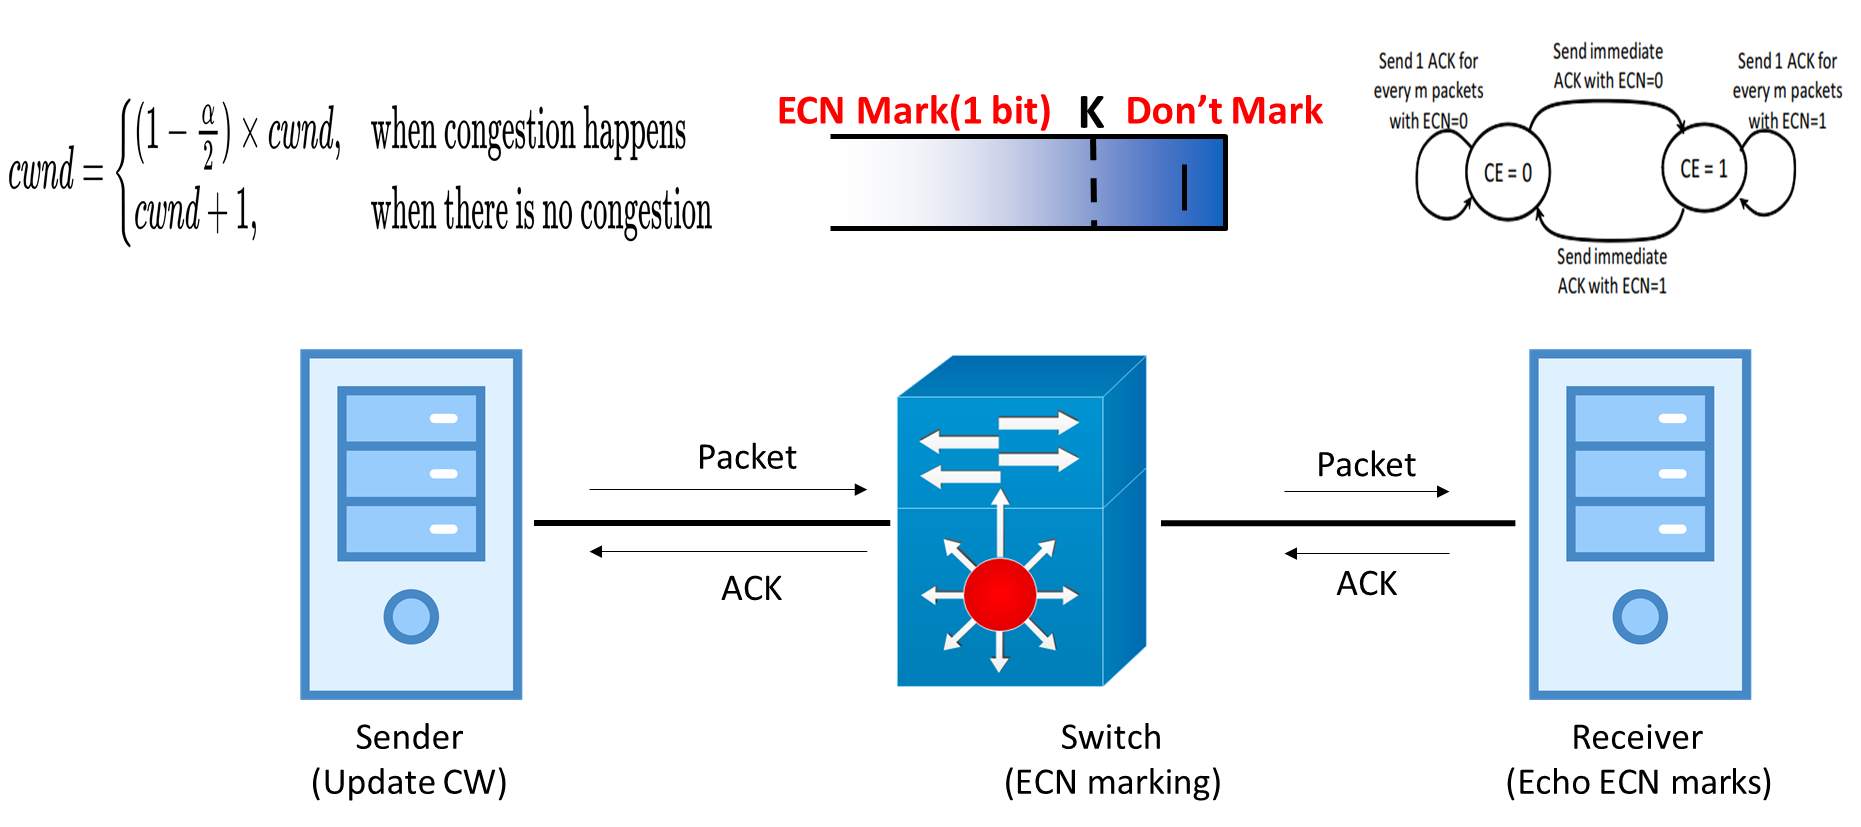 cwnd = { (1 − α/2) × cwnd, when congestion happens
cwnd + 1, when there is no congestion
ECN Mark(1 bit) K Don't Mark
Send 1 ACK for
every m packets
with ECN=0
Send immediate
ACK with ECN=0
Send 1 ACK for
every m packets
with ECN=1
CE = 0
CE = 1
Send immediate
ACK with ECN=1
Packet
ACK
Packet
ACK
Sender
(Update CW)
Switch
(ECN marking)
Receiver
(Echo ECN marks)